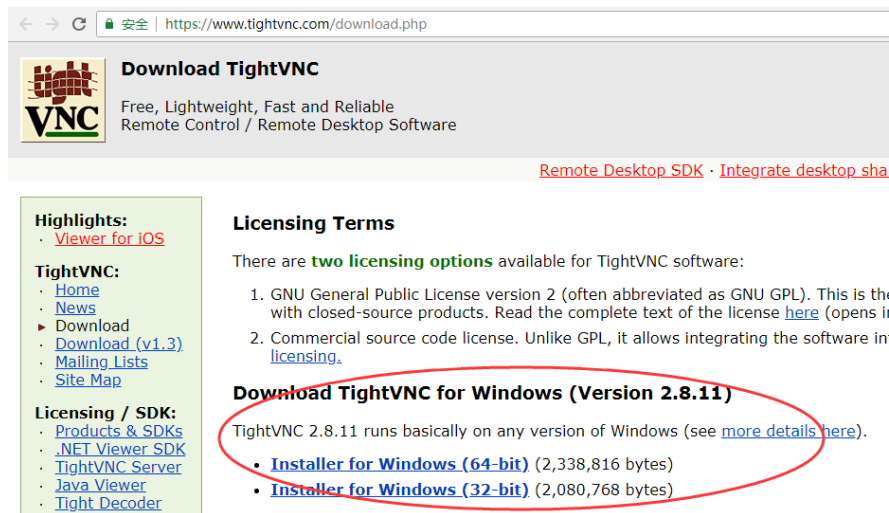 安全 | https://www.tightvnc.com/download.php
tight
VNC
Download TightVNC
Free, Lightweight, Fast and Reliable
Remote Control / Remote Desktop Software
Remote Desktop SDK · Integrate desktop sha
Highlights:
· Viewer for iOS
TightVNC:
· Home
· News
▸ Download
· Download (v1.3)
· Mailing Lists
· Site Map
Licensing / SDK:
· Products & SDKs
· .NET Viewer SDK
· TightVNC Server
· Java Viewer
· Tight Decoder
Licensing Terms
There are two licensing options available for TightVNC software:
1. GNU General Public License version 2 (often abbreviated as GNU GPL). This is the
with closed-source products. Read the complete text of the license here (opens i
2. Commercial source code license. Unlike GPL, it allows integrating the software in
licensing.
Download TightVNC for Windows (Version 2.8.11)
TightVNC 2.8.11 runs basically on any version of Windows (see more details here).
• Installer for Windows (64-bit) (2,338,816 bytes)
• Installer for Windows (32-bit) (2,080,768 bytes)